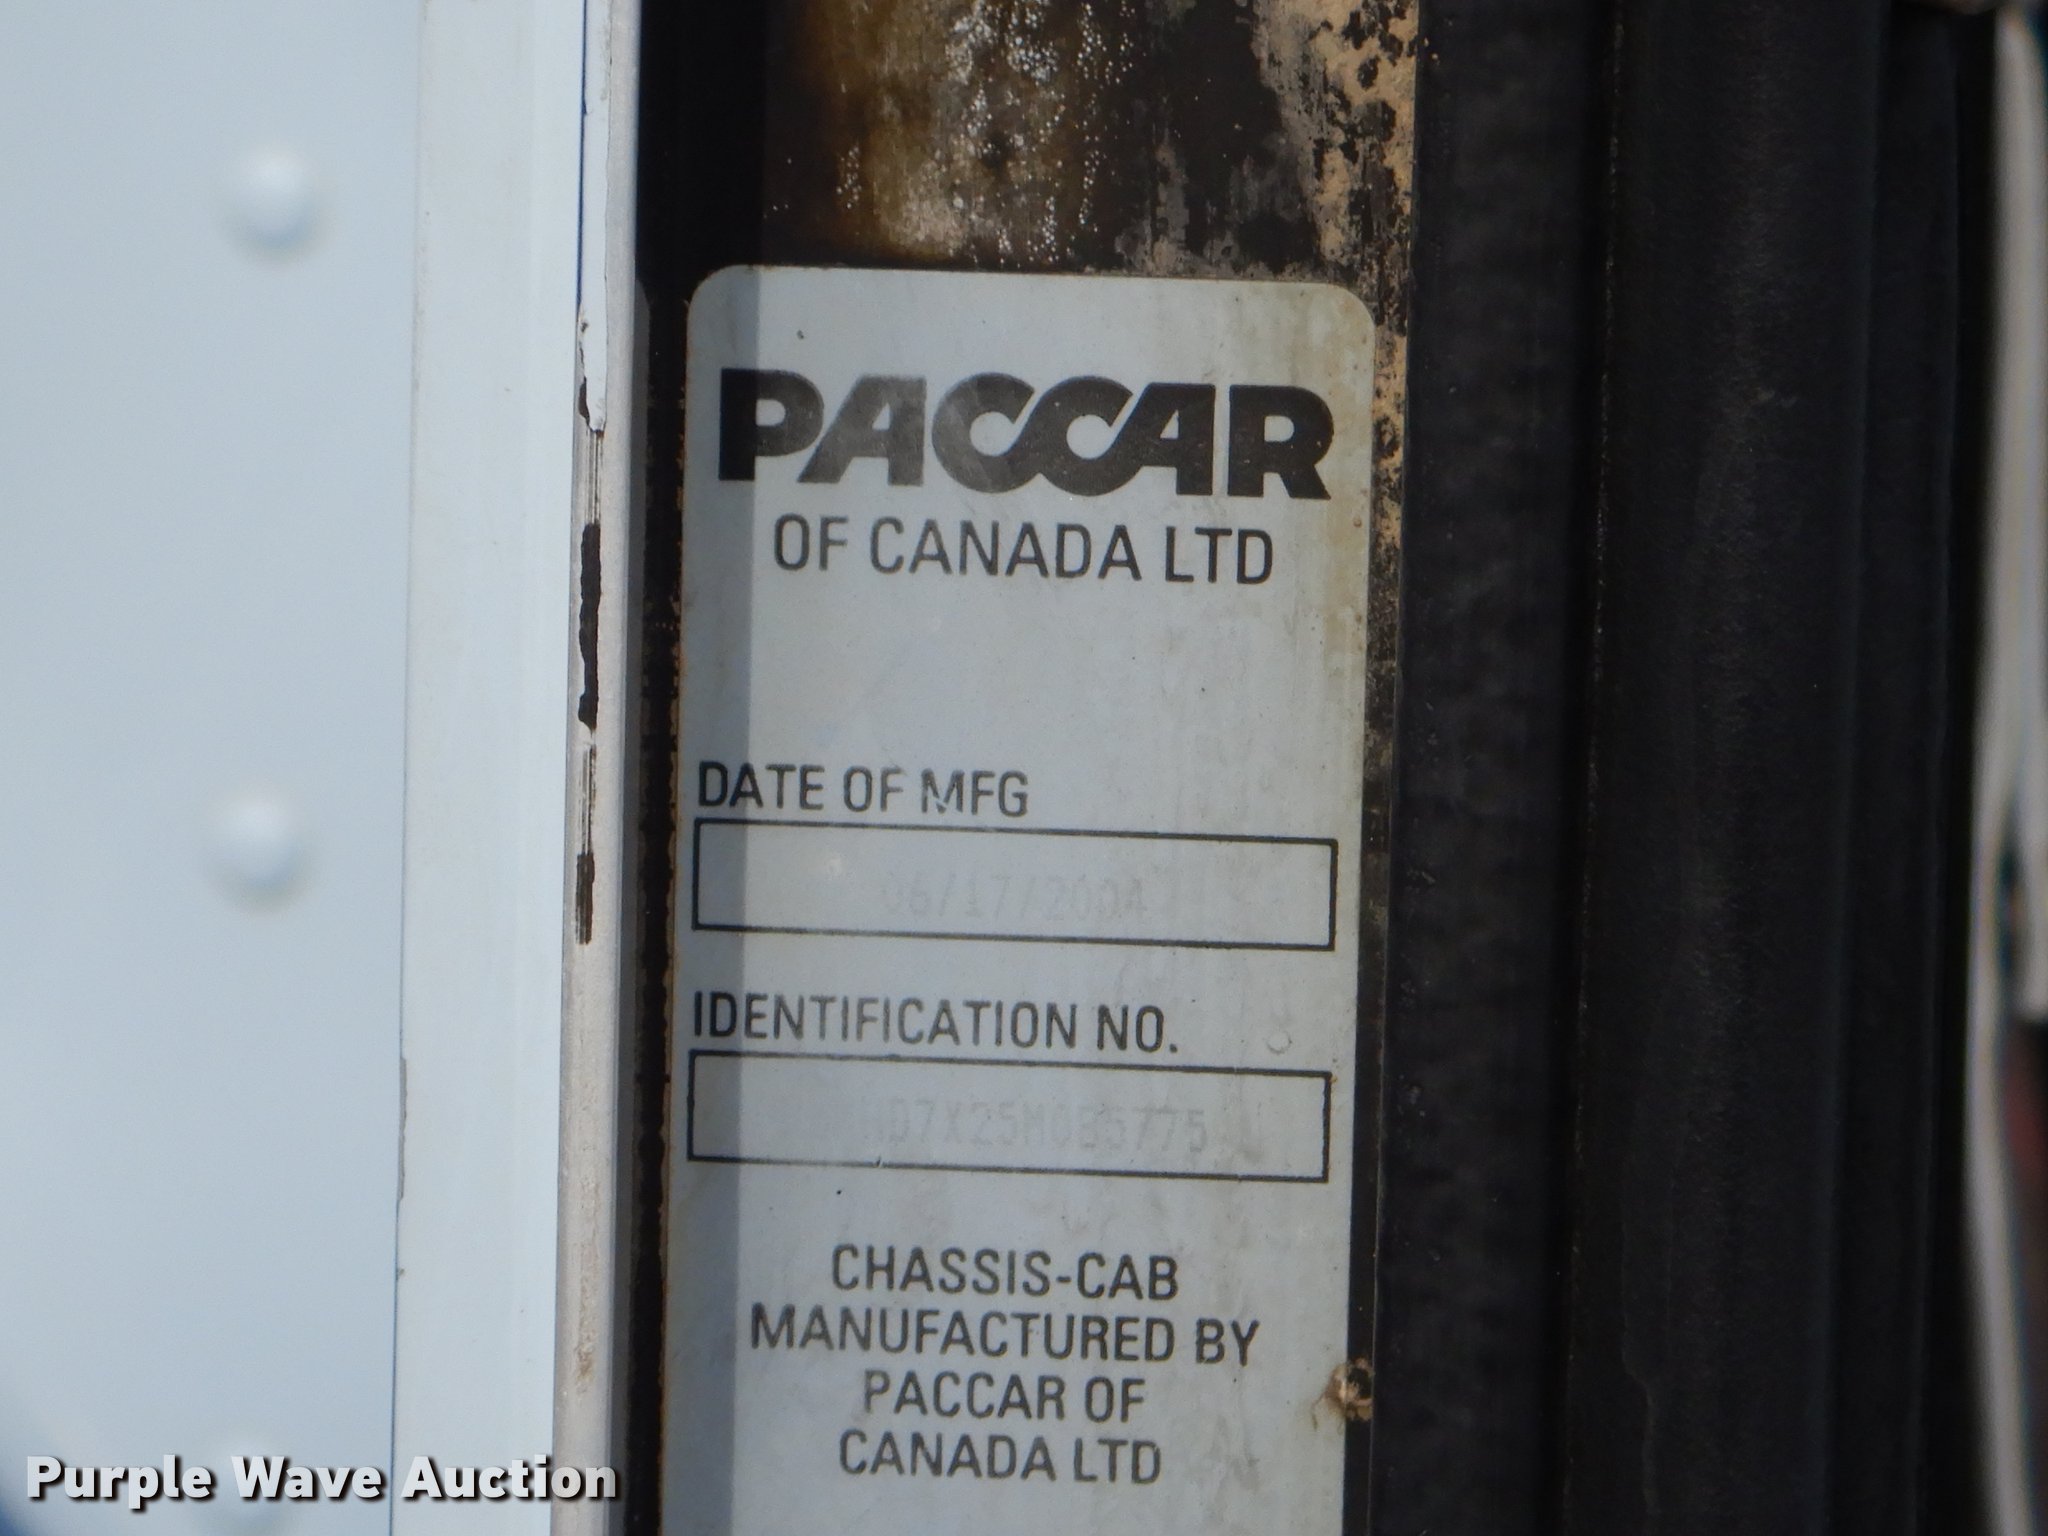 PACCAR
OF CANADA LTD
DATE OF MFG
06/17/2004
IDENTIFICATION NO.
CHASSIS-CAB
MANUFACTURED BY
PACCAR OF
CANADA LTD
Purple Wave Auction